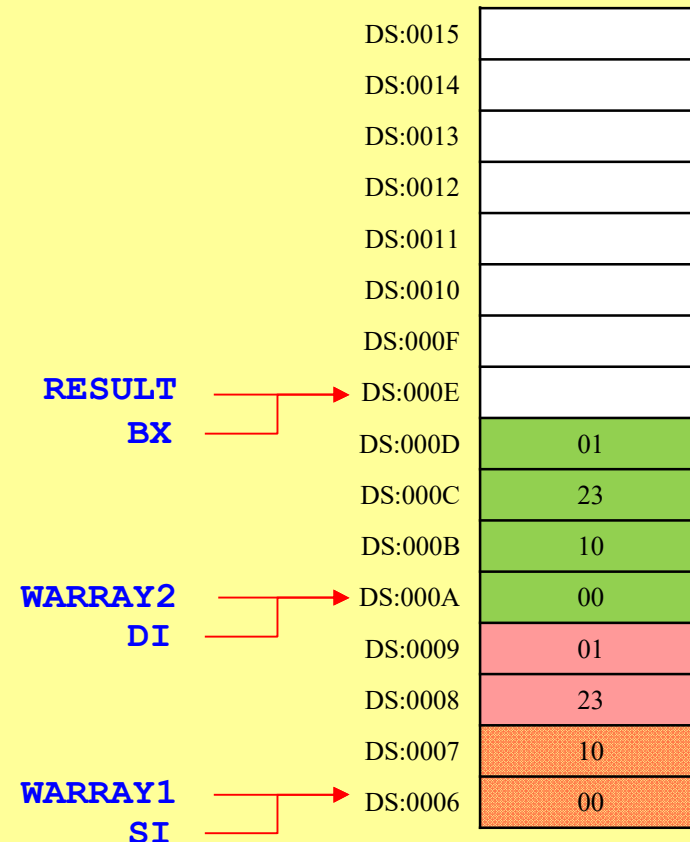 DS:0015
DS:0014
DS:0013
DS:0012
DS:0011
DS:0010
DS:000F
RESULT DS:000E
BX
DS:000D 01
DS:000C 23
DS:000B 10
WARRAY2 DS:000A 00
DI
DS:0009 01
DS:0008 23
DS:0007 10
WARRAY1 DS:0006 00
SI